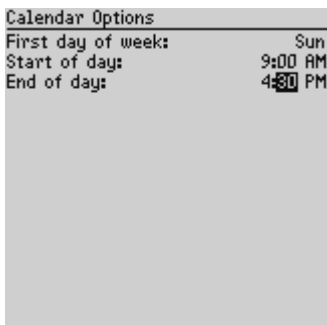 Calendar Options
First day of week: Sun
Start of day: 9:00 AM
End of day: 4:30 PM